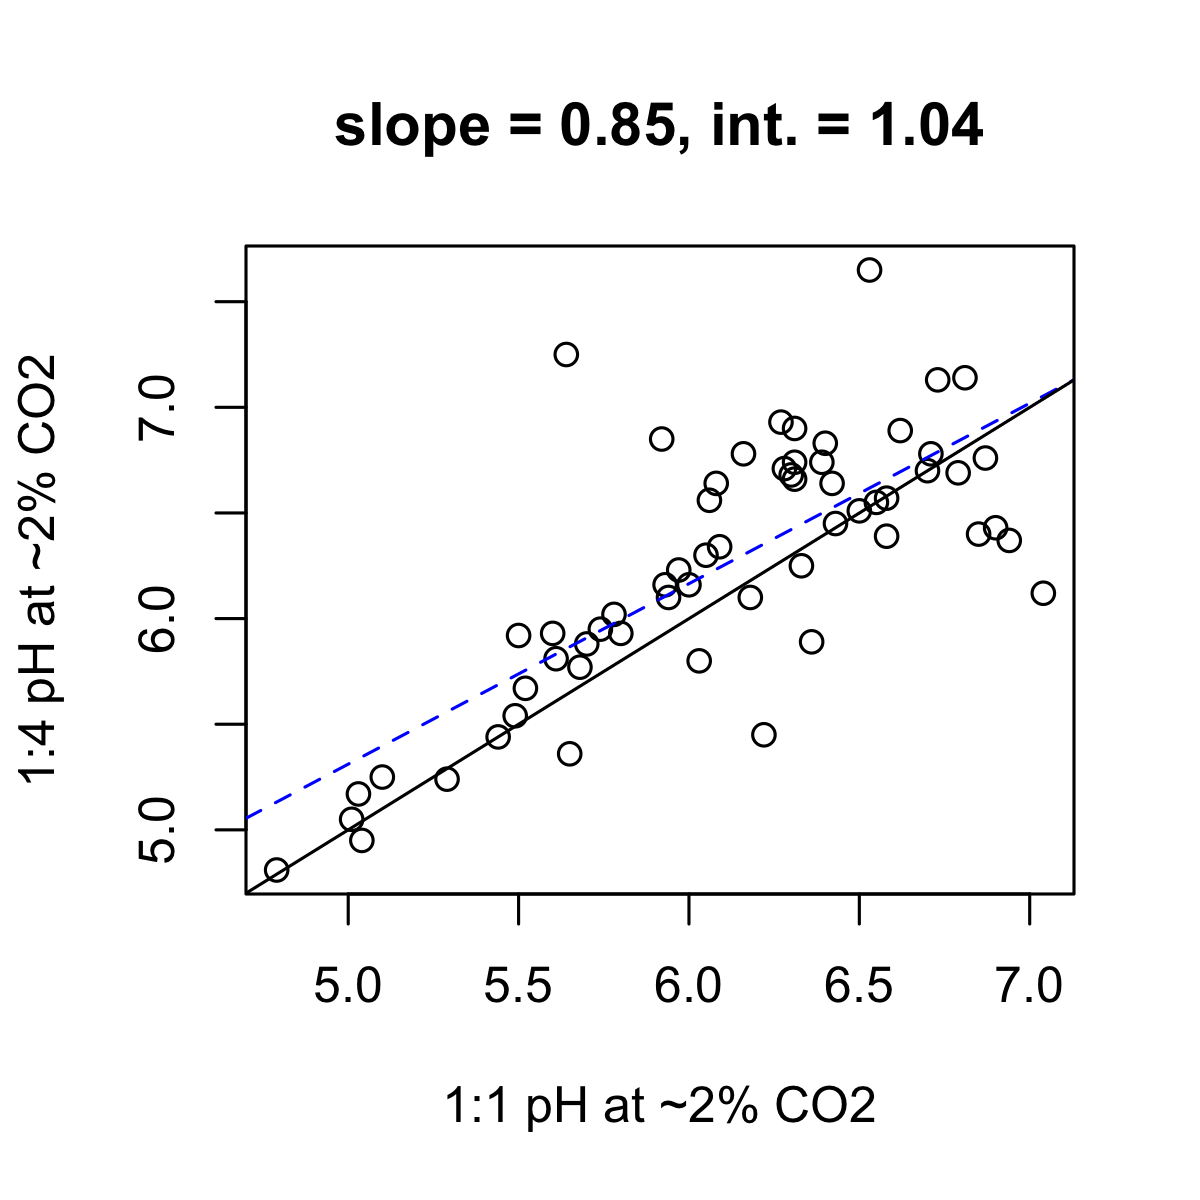 slope = 0.85, int. = 1.04
1:4 pH at ~2% CO2
7.0
6.0
5.0
5.0 5.5 6.0 6.5 7.0
1:1 pH at ~2% CO2